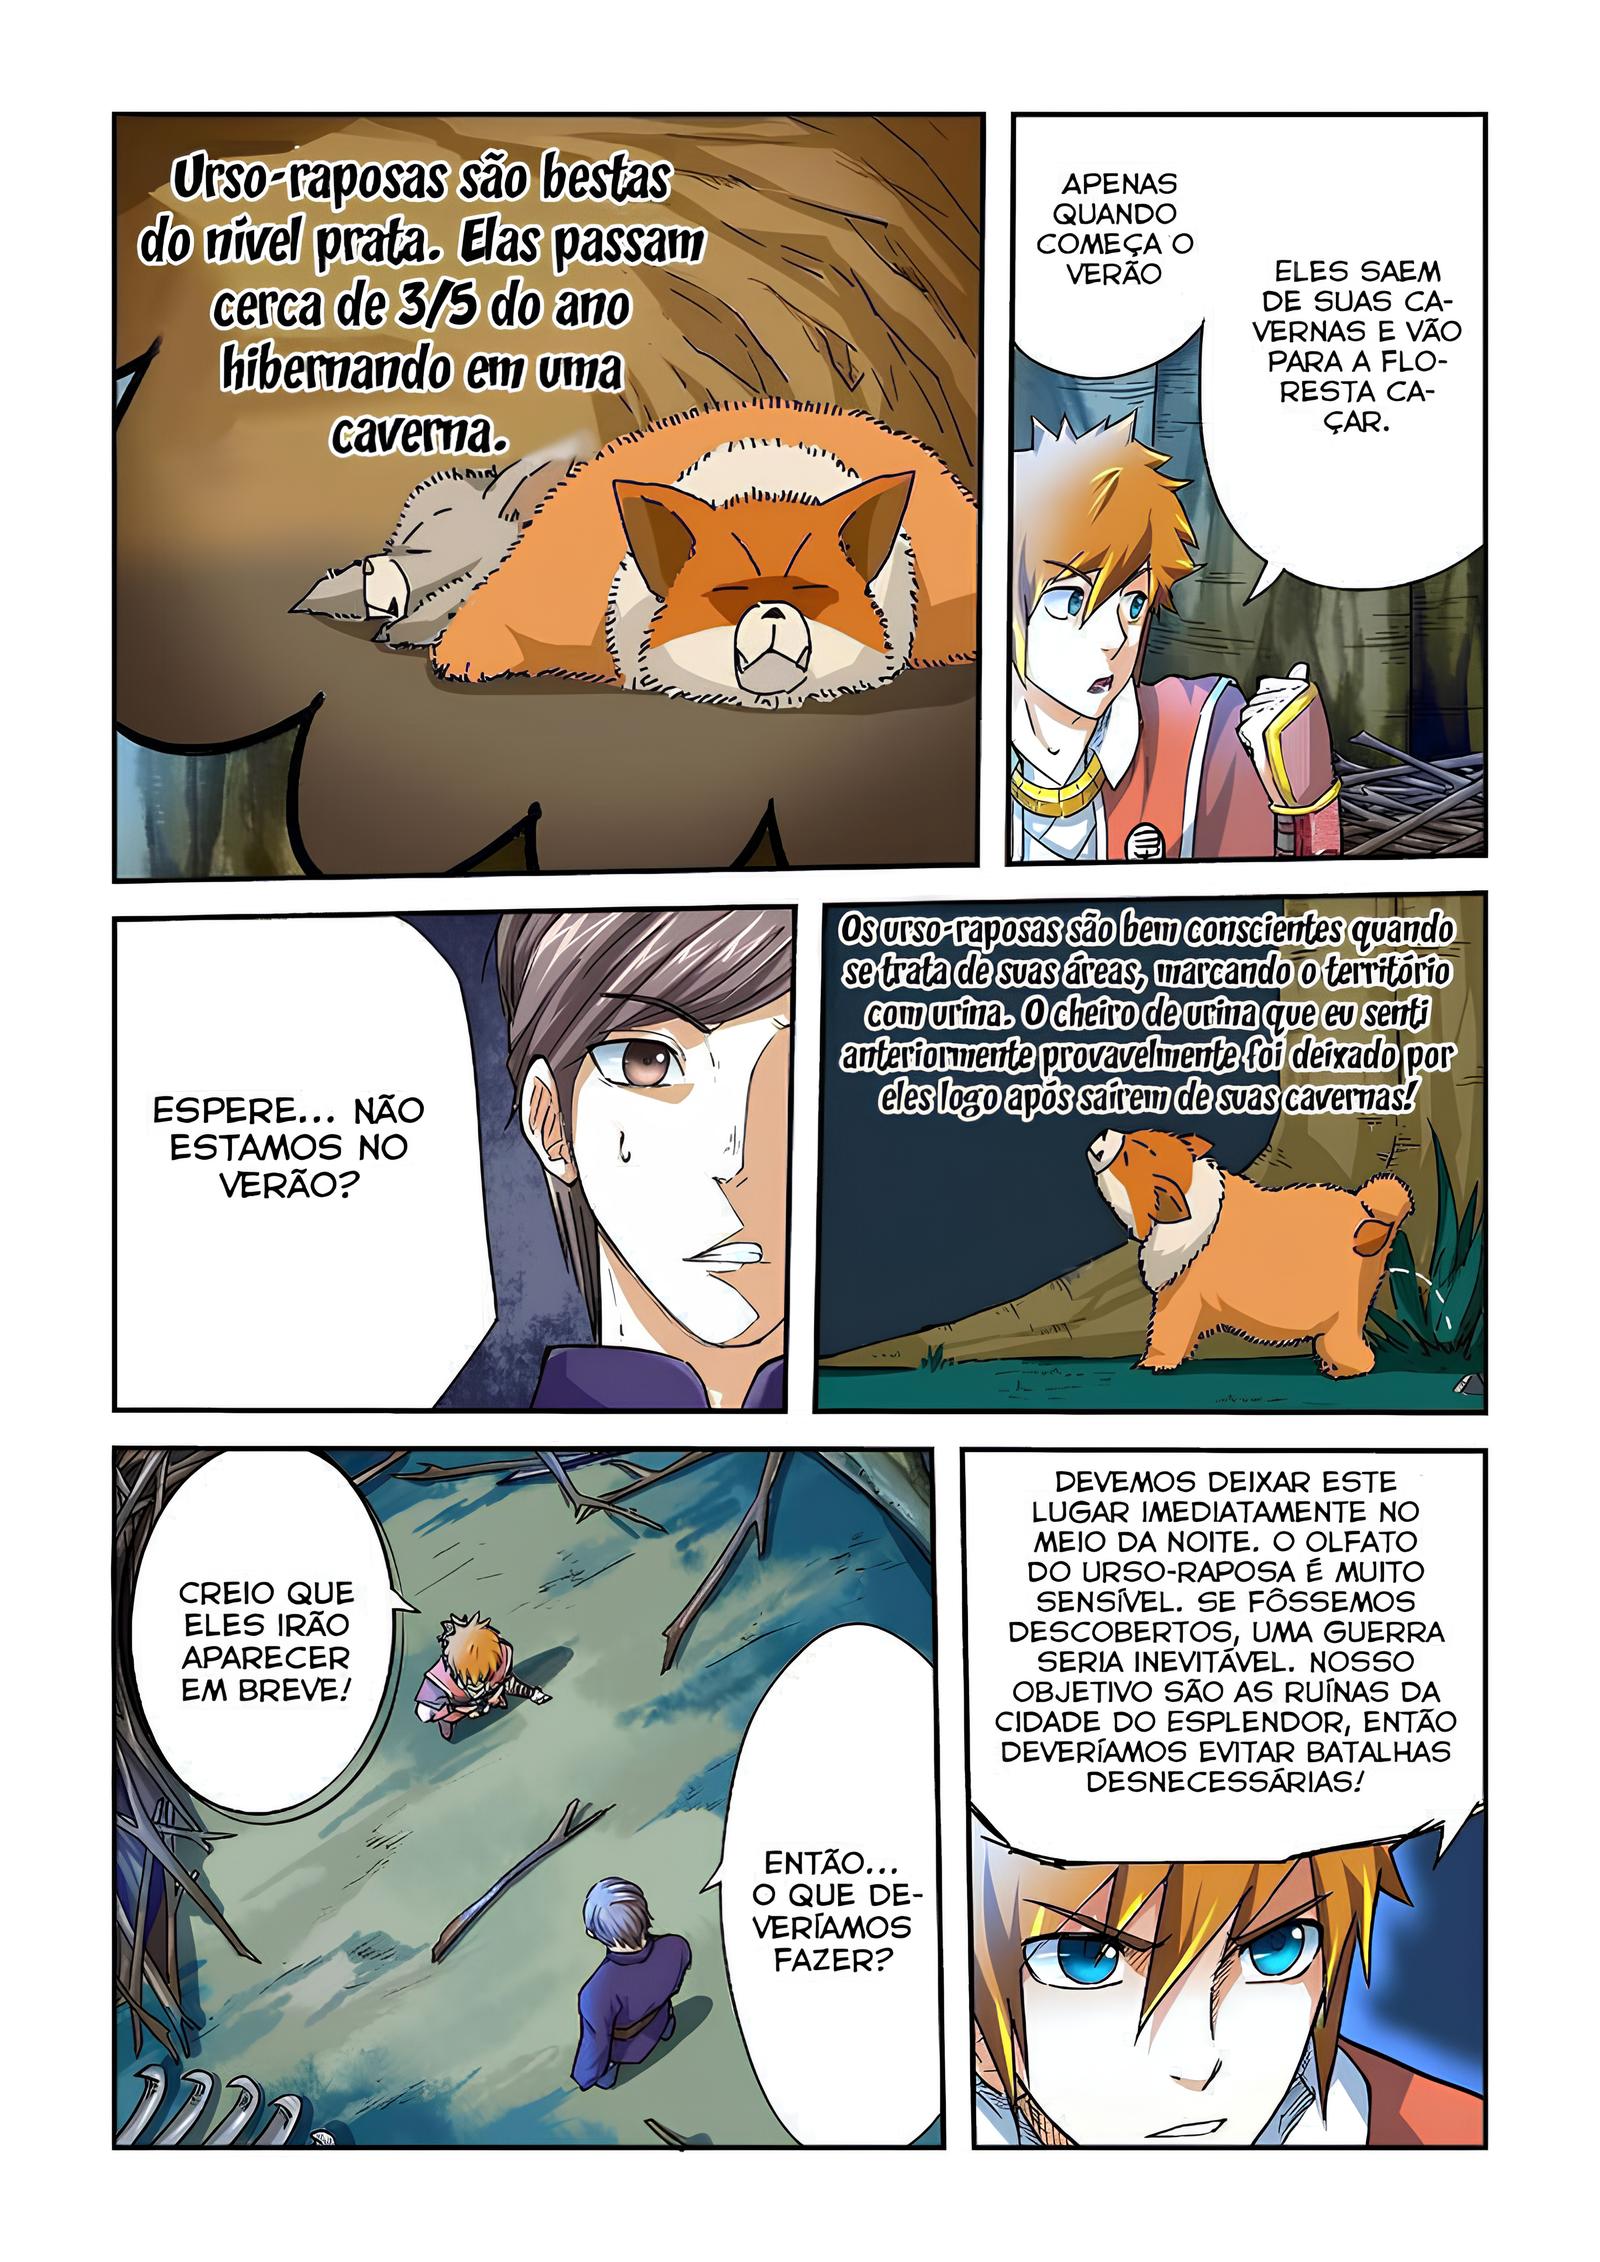 Urso-raposas são bestas
do nível prata. Elas passam
cerca de 3/5 do ano
hibernando em uma
caverna.
APENAS
QUANDO
COMEÇA O
VERÃO
ELES SAEM
DE SUAS CA-
VERNAS E VÃO
PARA A FLO-
RESTA CA-
ÇAR.
ESPERE... NÃO
ESTAMOS NO
VERÃO?
Os urso-raposas são bem conscientes quando
se trata de suas áreas, marcando o território
com urina. O cheiro de urina que eu senti
anteriormente provavelmente foi deixado por
eles logo após saírem de suas cavernas!
CREIO QUE
ELES IRÃO
APARECER
EM BREVE!
ENTÃO...
O QUE DE-
VERÍAMOS
FAZER?
DEVEMOS DEIXAR ESTE
LUGAR IMEDIATAMENTE NO
MEIO DA NOITE. O OLFATO
DO URSO-RAPOSA É MUITO
SENSÍVEL. SE FÔSSEMOS
DESCOBERTOS, UMA GUERRA
SERIA INEVITÁVEL. NOSSO
OBJETIVO SÃO AS RUÍNAS DA
CIDADE DO ESPLENDOR, ENTÃO
DEVERÍAMOS EVITAR BATALHAS
DESNECESSÁRIAS!